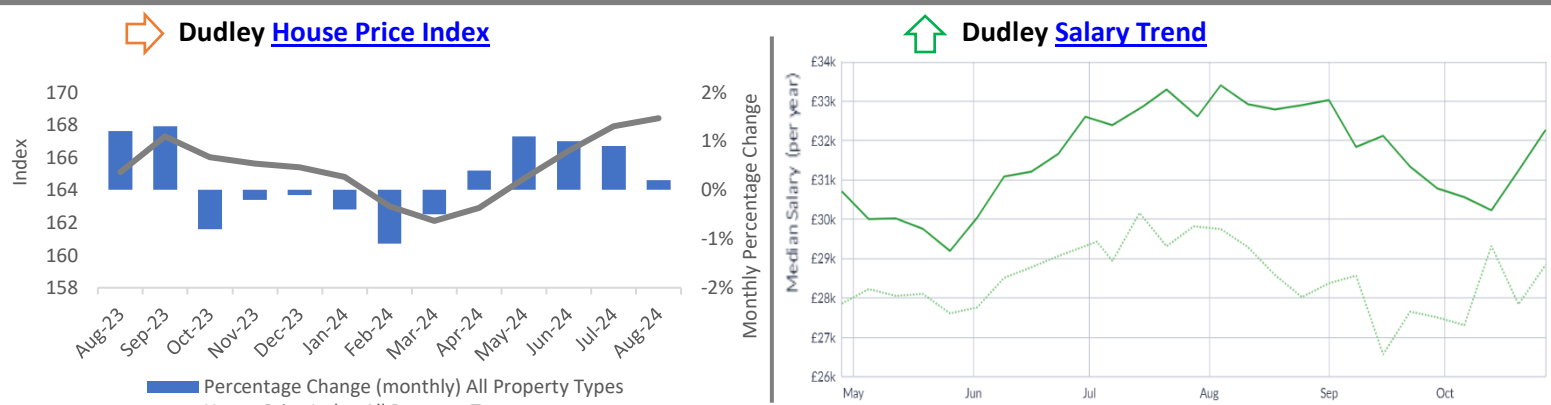 Dudley House Price Index
170
168
166
164
162
160
158
Index
2%
1%
0%
-1%
-2%
Monthly Percentage Change
Aug-23
Sep-23
Oct-23
Nov-23
Dec-23
Jan-24
Feb-24
Mar-24
Apr-24
May-24
Jun-24
Jul-24
Aug-24
Percentage Change (monthly) All Property Types
Dudley Salary Trend
Median Salary (per year)
£34k
£33k
£32k
£31k
£30k
£29k
£28k
£27k
£26k
May
Jun
Jul
Aug
Sep
Oct